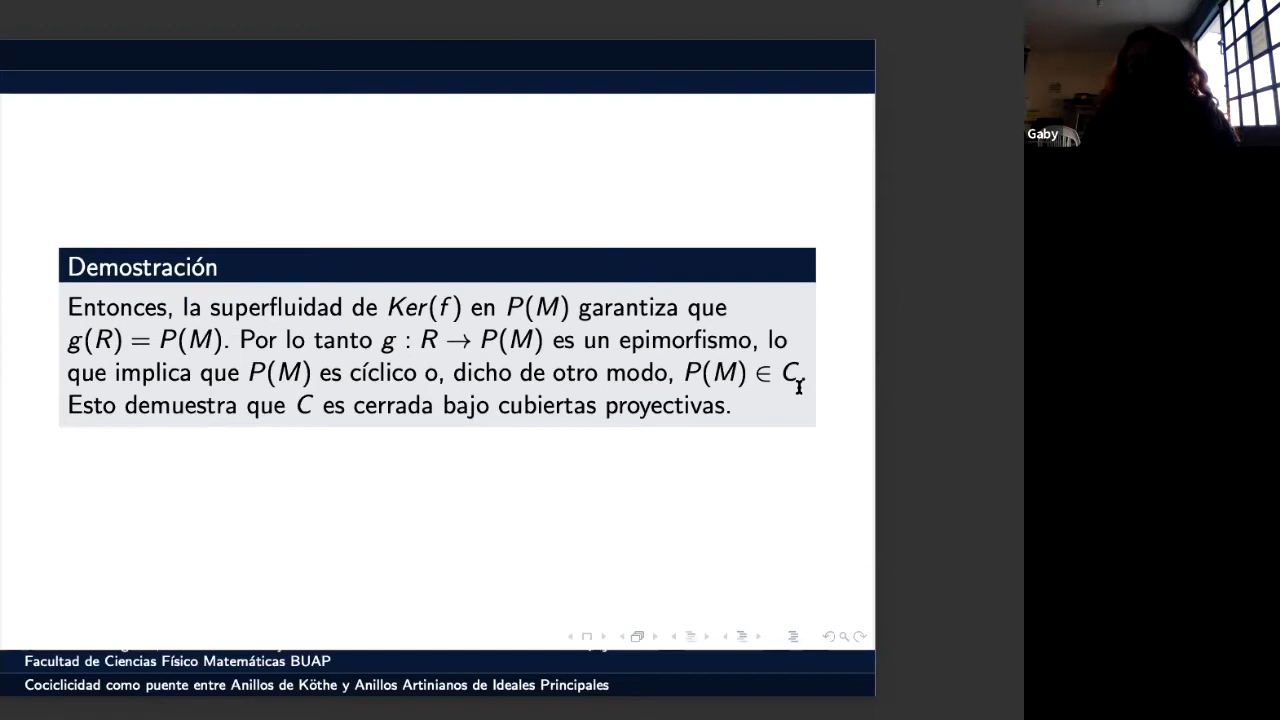 Demostración
Entonces, la superfluidad de Ker(f) en P(M) garantiza que
g(R) = P(M). Por lo tanto g : R → P(M) es un epimorfismo, lo
que implica que P(M) es cíclico o, dicho de otro modo, P(M) ∈ C.
Esto demuestra que C es cerrada bajo cubiertas proyectivas.
Facultad de Ciencias Físico Matemáticas BUAP
Cociclicidad como puente entre Anillos de Köthe y Anillos Artinianos de Ideales Principales
Gaby